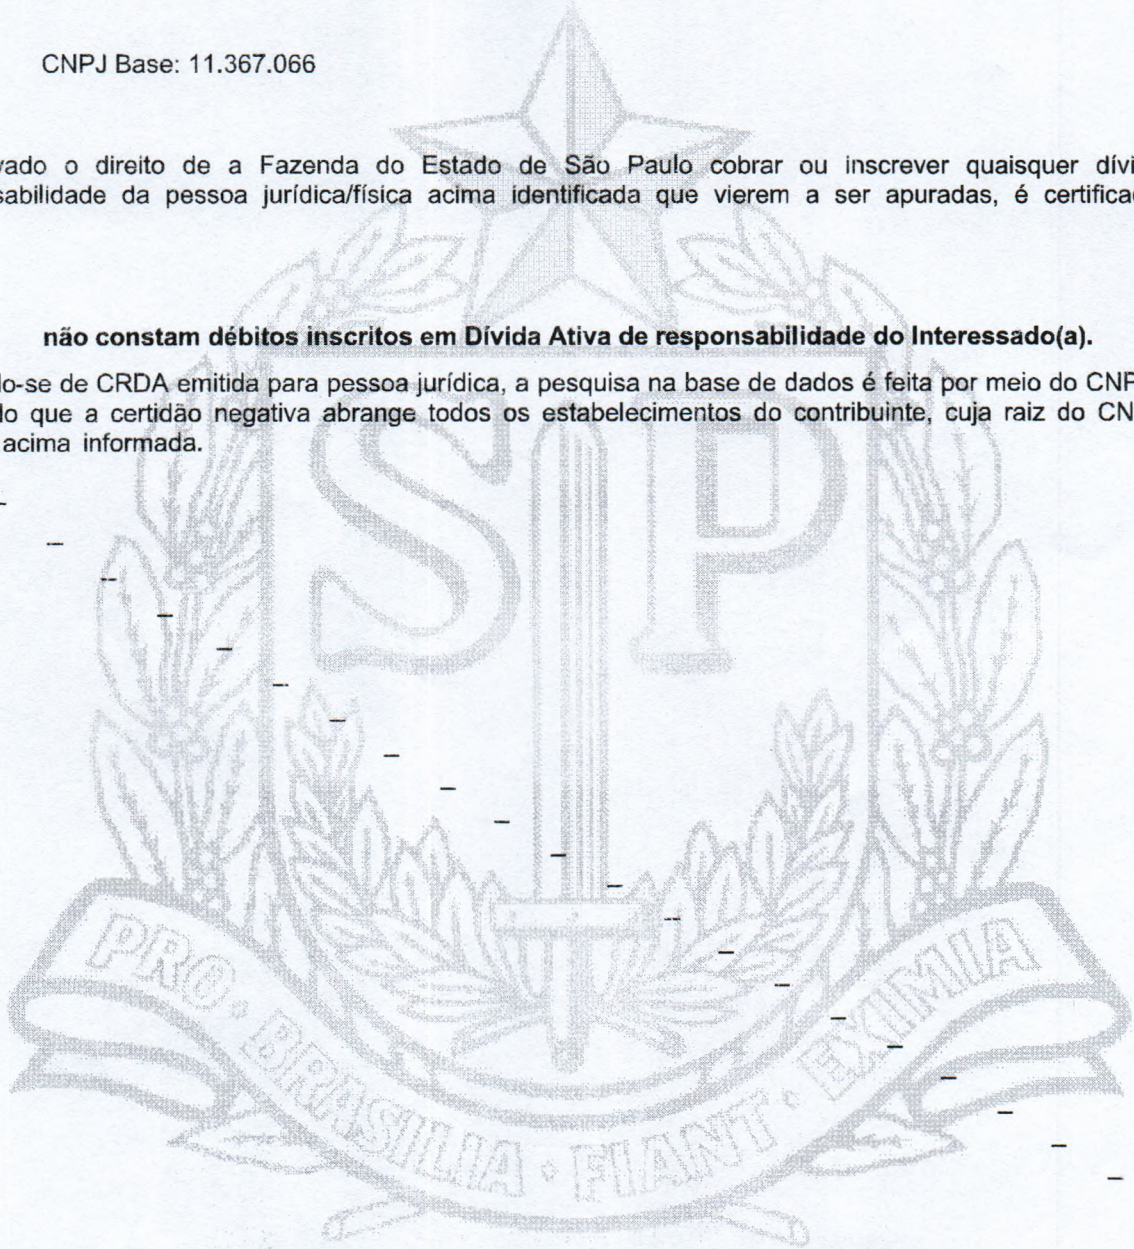 CNPJ Base: 11.367.066
vado o direito de a Fazenda do Estado de São Paulo cobrar ou inscrever quaisquer dívi
sabilidade da pessoa jurídica/física acima identificada que vierem a ser apuradas, é certificad
não constam débitos inscritos em Dívida Ativa de responsabilidade do Interessado(a).
do-se de CRDA emitida para pessoa jurídica, a pesquisa na base de dados é feita por meio do CNP
do que a certidão negativa abrange todos os estabelecimentos do contribuinte, cuja raiz do CN
acima informada.
SP
PRO • BRASILIA • FIANT • EXIMIA